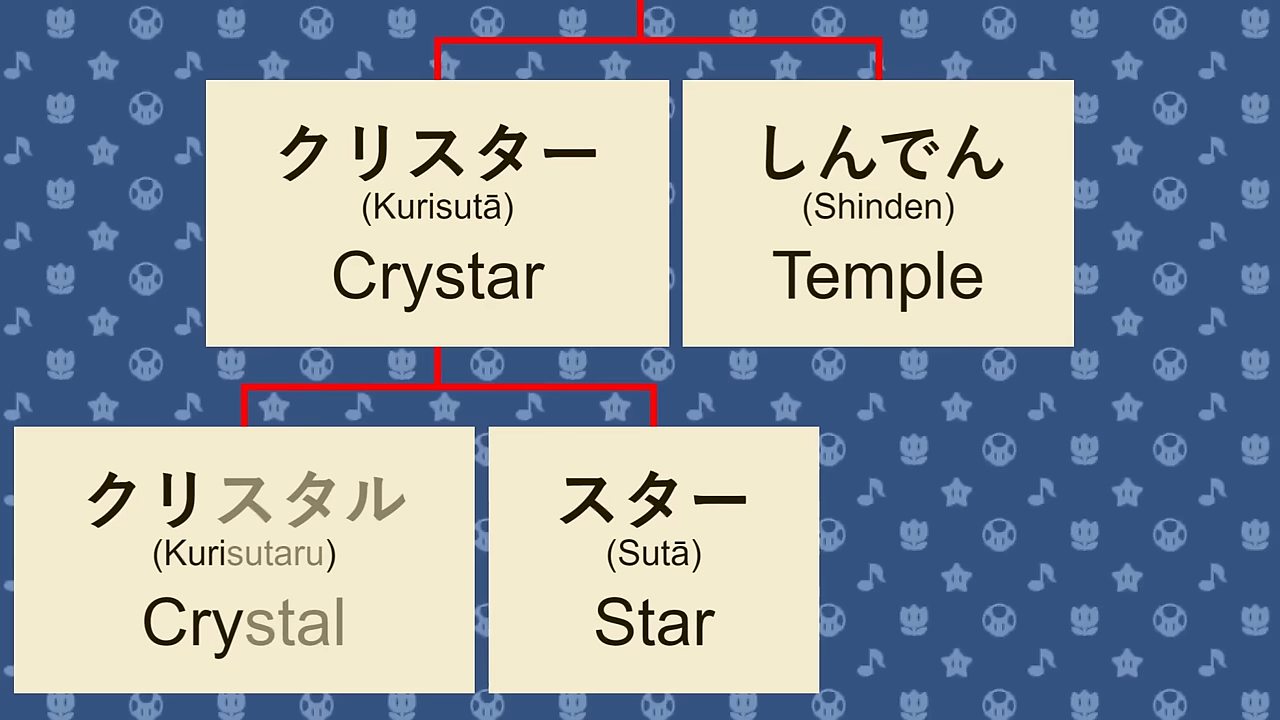 クリスター
(Kurisutā)
Crystar
しんでん
(Shinden)
Temple
クリスタル
(Kurisutaru)
Crystal
スター
(Sutā)
Star